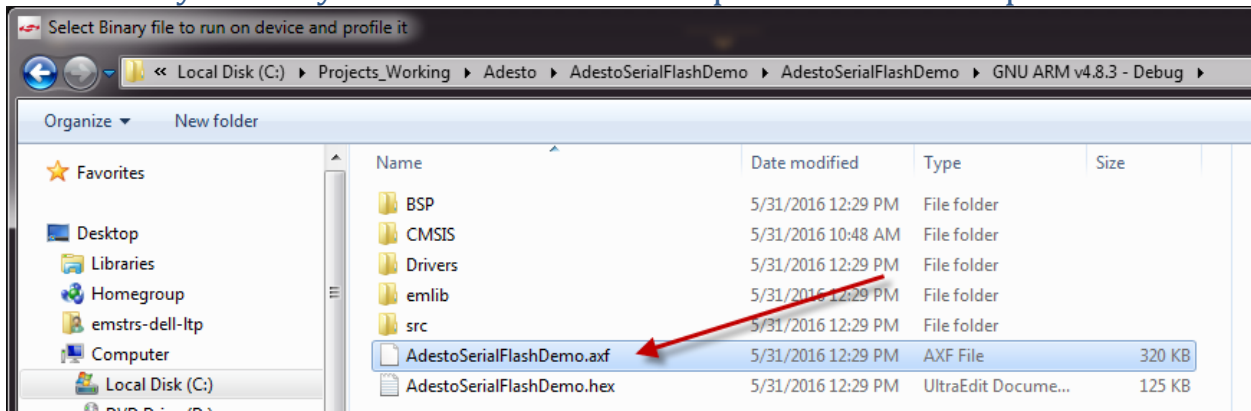 Select Binary file to run on device and profile it
« Local Disk (C:) ▸ Projects_Working ▸ Adesto ▸ AdestoSerialFlashDemo ▸ AdestoSerialFlashDemo ▸ GNU ARM v4.8.3 - Debug ▸
Organize ▾ New folder
Name Date modified Type Size
Favorites
BSP 5/31/2016 12:29 PM File folder
Desktop CMSIS 5/31/2016 10:48 AM File folder
Libraries Drivers 5/31/2016 12:29 PM File folder
Homegroup emlib 5/31/2016 12:29 PM File folder
emstrs-dell-ltp src 5/31/2016 12:29 PM File folder
Computer AdestoSerialFlashDemo.axf 5/31/2016 12:29 PM AXF File 320 KB
Local Disk (C:) AdestoSerialFlashDemo.hex 5/31/2016 12:29 PM UltraEdit Docume... 125 KB